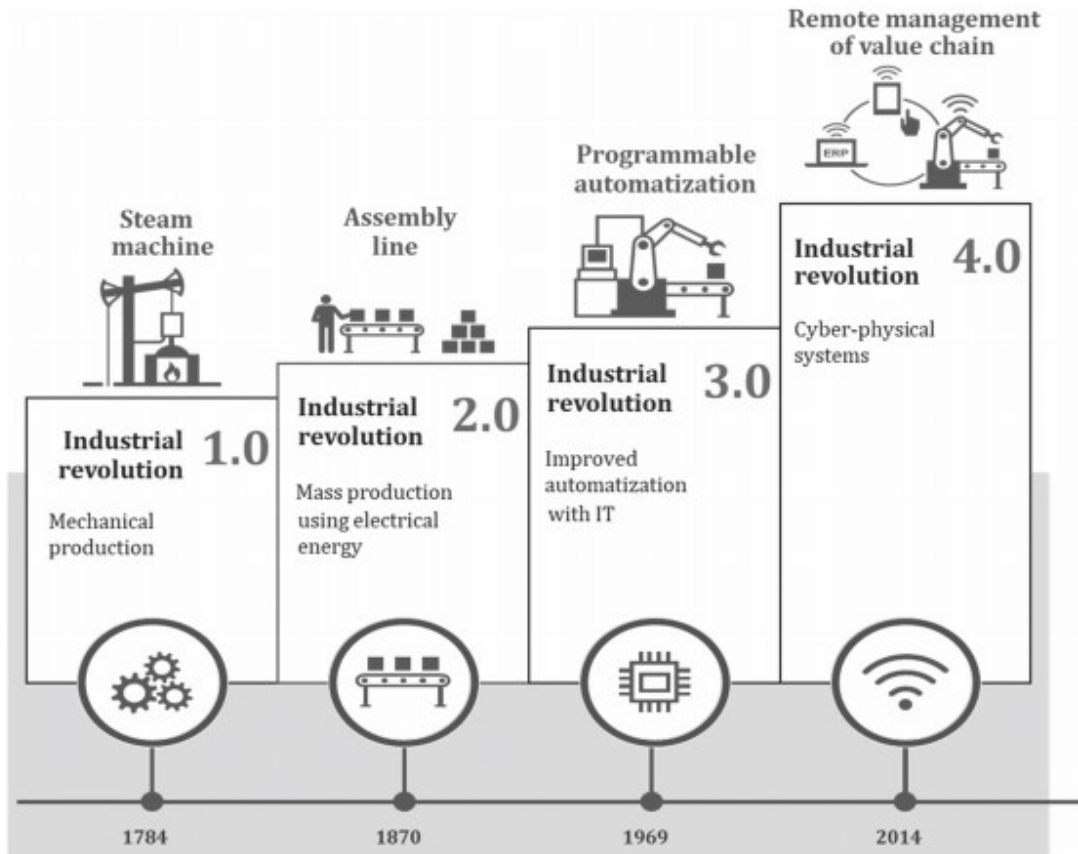 Steam
machine
Industrial
revolution
1.0
Mechanical
production
1784
Assembly
line
Industrial
revolution
2.0
Mass production
using electrical
energy
1870
Programmable
automatization
Industrial
revolution
3.0
Improved
automatization
with IT
1969
Remote management
of value chain
ERP
Industrial
revolution
4.0
Cyber-physical
systems
2014